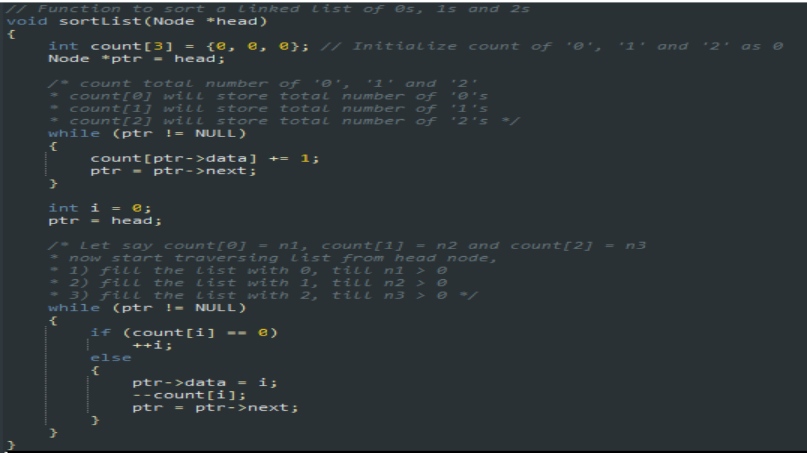 // Function to sort a linked list of 0s, 1s and 2s
void sortList(Node *head)
{
    int count[3] = {0, 0, 0}; // Initialize count of '0', '1' and '2' as 0
    Node *ptr = head;

    /* count total number of '0', '1' and '2'
     * count[0] will store total number of '0's
     * count[1] will store total number of '1's
     * count[2] will store total number of '2's */
    while (ptr != NULL)
    {
        count[ptr->data] += 1;
        ptr = ptr->next;
    }

    int i = 0;
    ptr = head;

    /* Let say count[0] = n1, count[1] = n2 and count[2] = n3
     * now start traversing list from head node,
     * 1) fill the list with 0, till n1 > 0
     * 2) fill the list with 1, till n2 > 0
     * 3) fill the list with 2, till n3 > 0 */
    while (ptr != NULL)
    {
        if (count[i] == 0)
            ++i;
        else
        {
            ptr->data = i;
            --count[i];
            ptr = ptr->next;
        }
    }
}